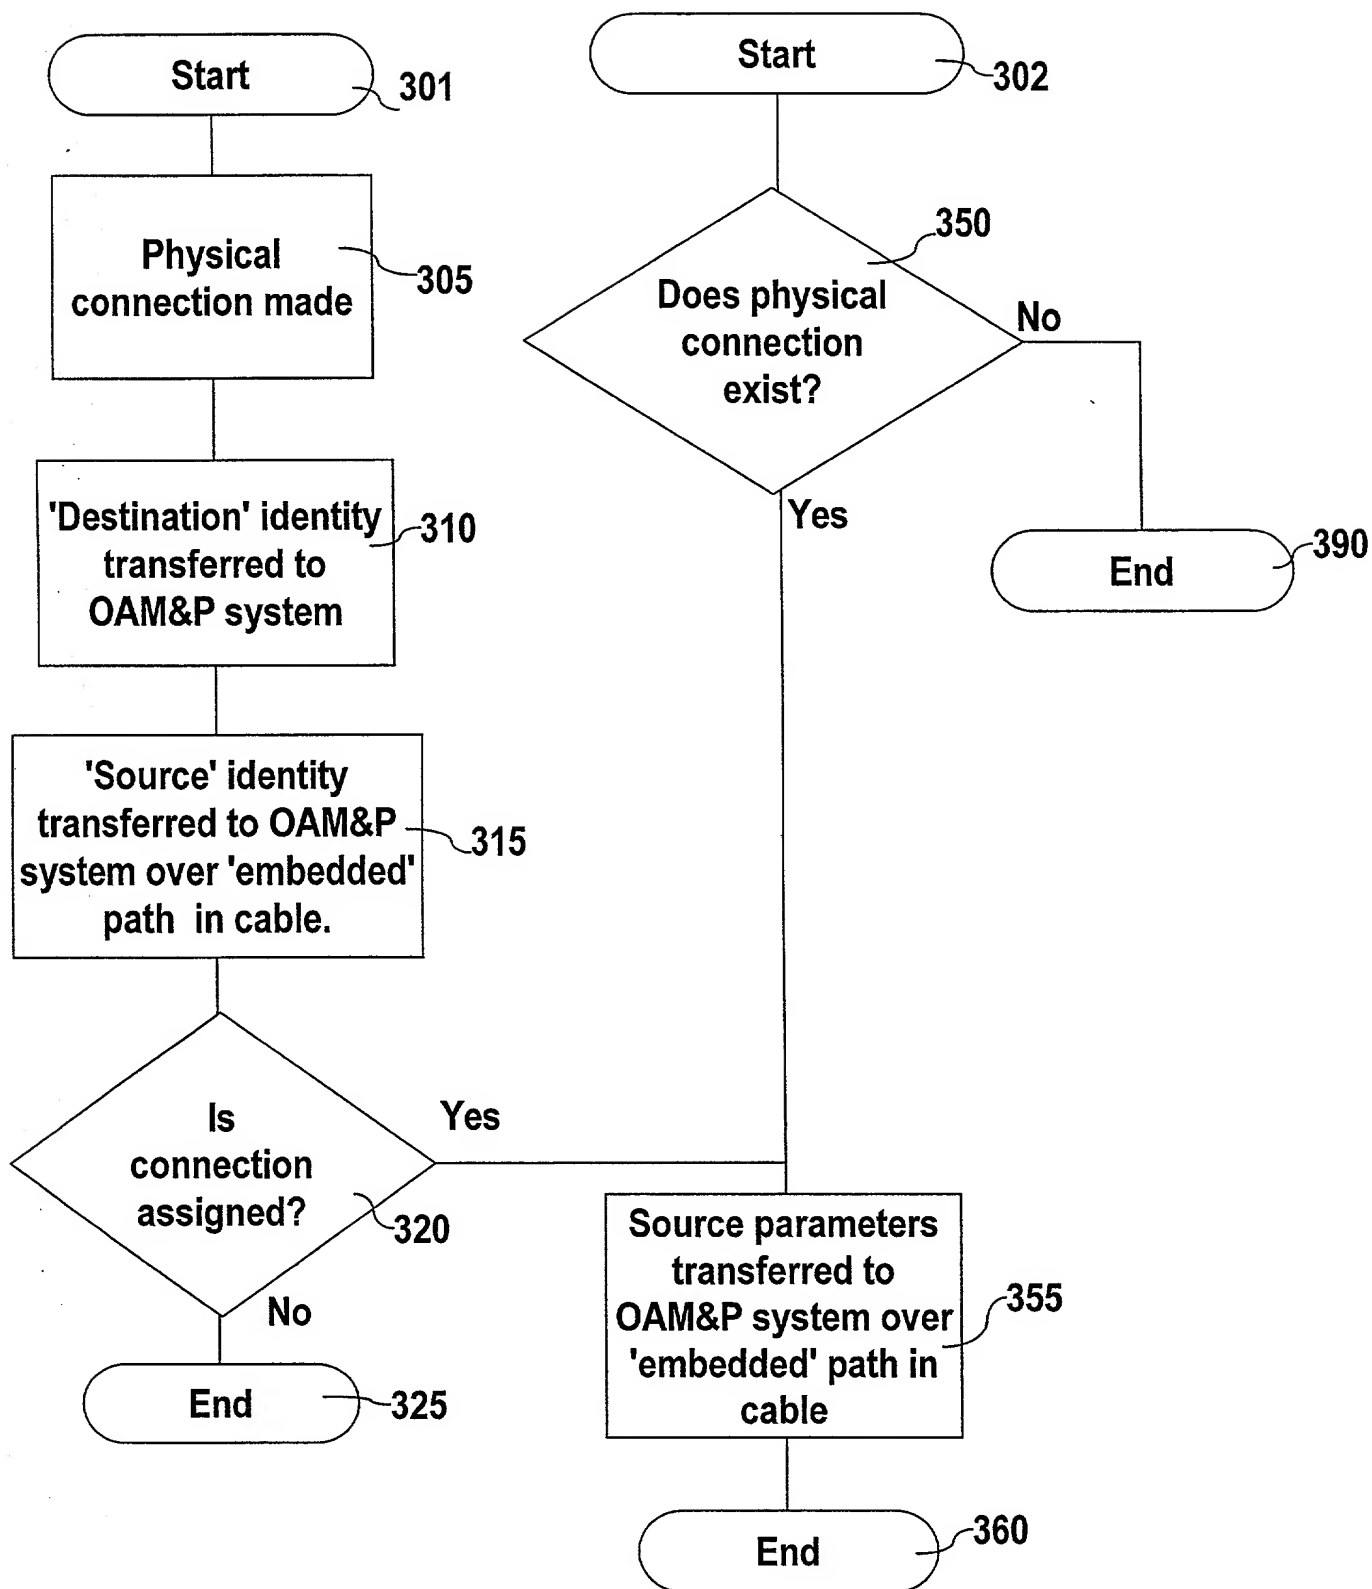 Start
301
Physical
connection made
305
'Destination' identity
transferred to
OAM&P system
310
'Source' identity
transferred to OAM&P
system over 'embedded'
path in cable.
315
Is
connection
assigned?
320
Yes
No
End
325
Start
302
Does physical
connection
exist?
350
No
Yes
End
390
Source parameters
transferred to
OAM&P system over
'embedded' path in
cable
355
End
360